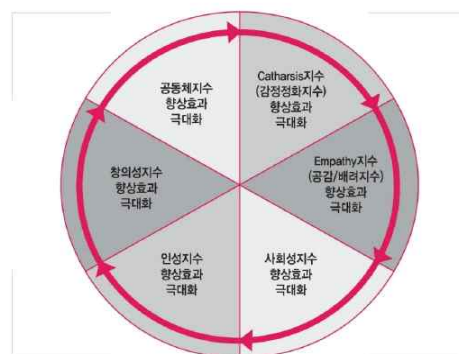 공동체지수
향상효과
극대화
Catharsis지수
(감정정화지수)
향상효과
극대화
Empathy지수
(공감/배려지수)
향상효과
극대화
사회성지수
향상효과
극대화
인성지수
향상효과
극대화
창의성지수
향상효과
극대화